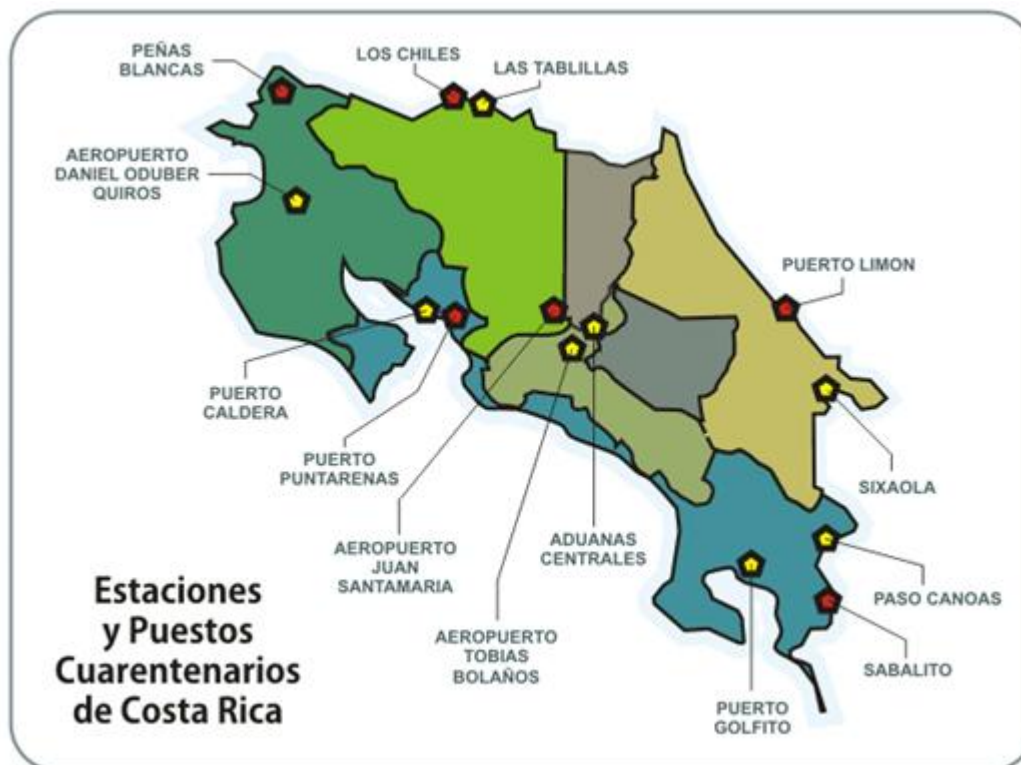 PEÑAS
BLANCAS
LOS CHILES
LAS TABLILLAS
AEROPUERTO
DANIEL ODUBER
QUIROS
PUERTO LIMON
PUERTO
CALDERA
PUERTO
PUNTARENAS
SIXAOLA
AEROPUERTO
JUAN
SANTAMARIA
ADUANAS
CENTRALES
PASO CANOAS
AEROPUERTO
TOBIAS
BOLAÑOS
SABALITO
PUERTO
GOLFITO
Estaciones
y Puestos
Cuarentenarios
de Costa Rica